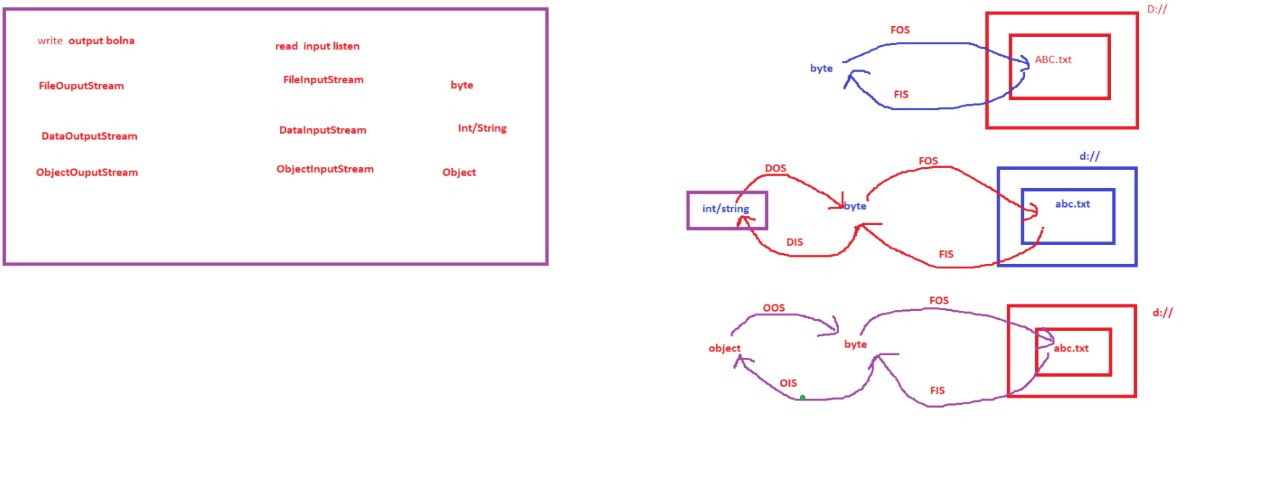 write output bolna
read input listen
FileOuputStream
FileInputStream
byte
DataOutputStream
DataInputStream
Int/String
ObjectOuputStream
ObjectInputStream
Object
D://
FOS
byte
ABC.txt
FIS
d://
DOS
FOS
int/string
byte
abc.txt
DIS
FIS
OOS
FOS
d://
object
byte
abc.txt
OIS
FIS